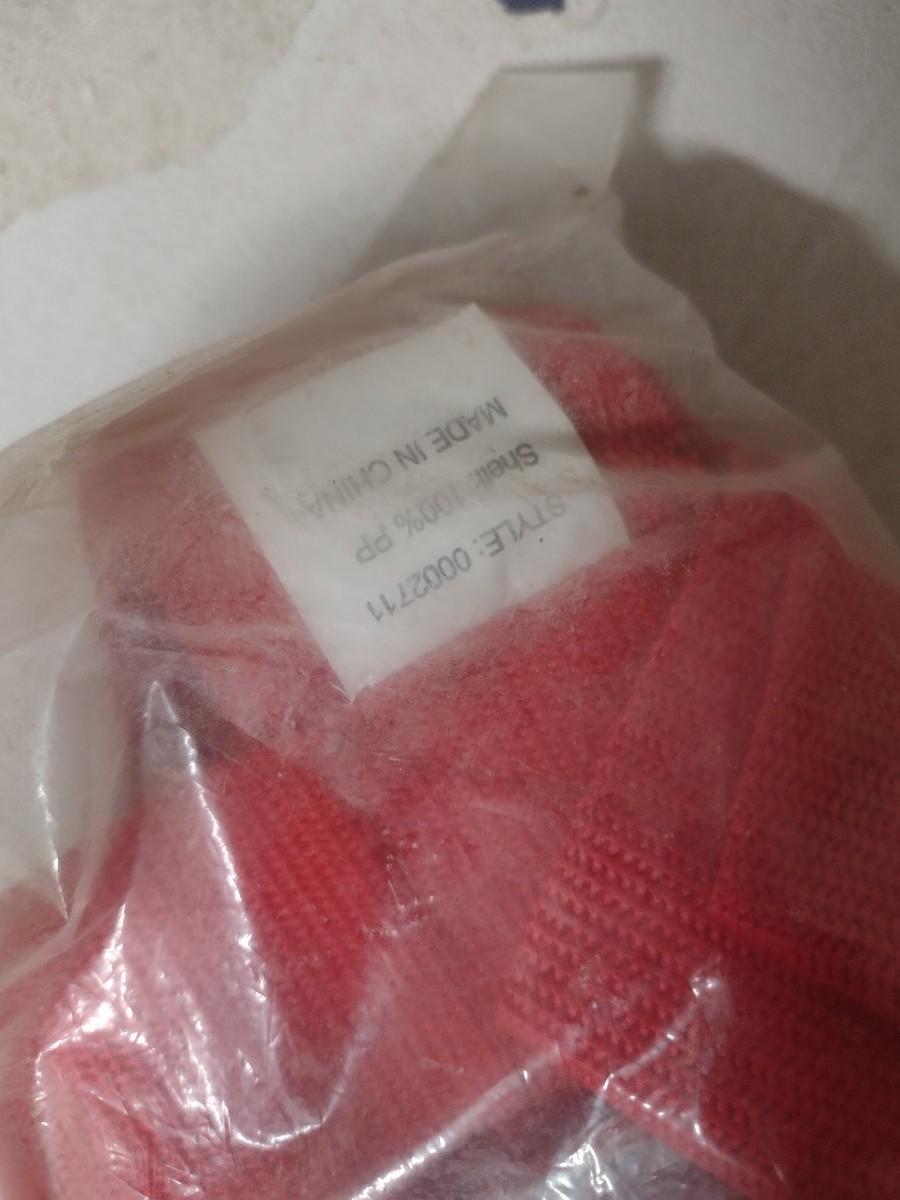 STYLE: 0002711
Shell: 100% PP
MADE IN CHINA